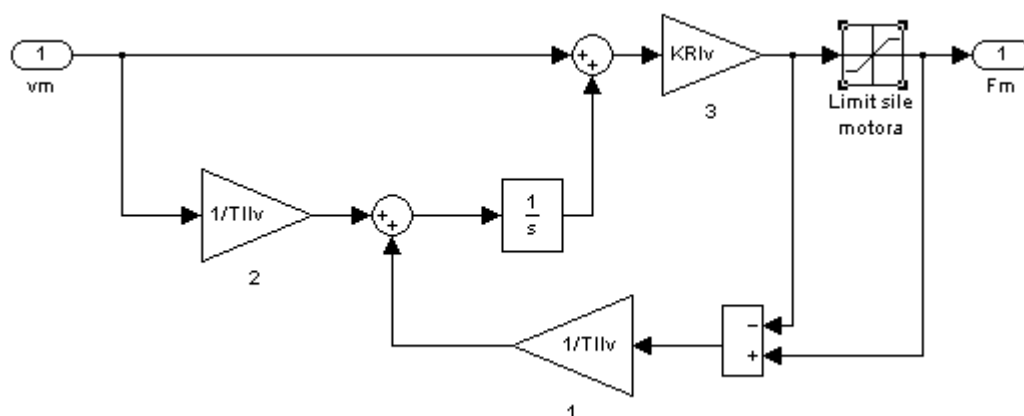 1
vm
+
+
KRIv
3
Limit sile
motora
1
Fm
1/TIIv
2
+
+
1
s
1/TIIv
1
−
+